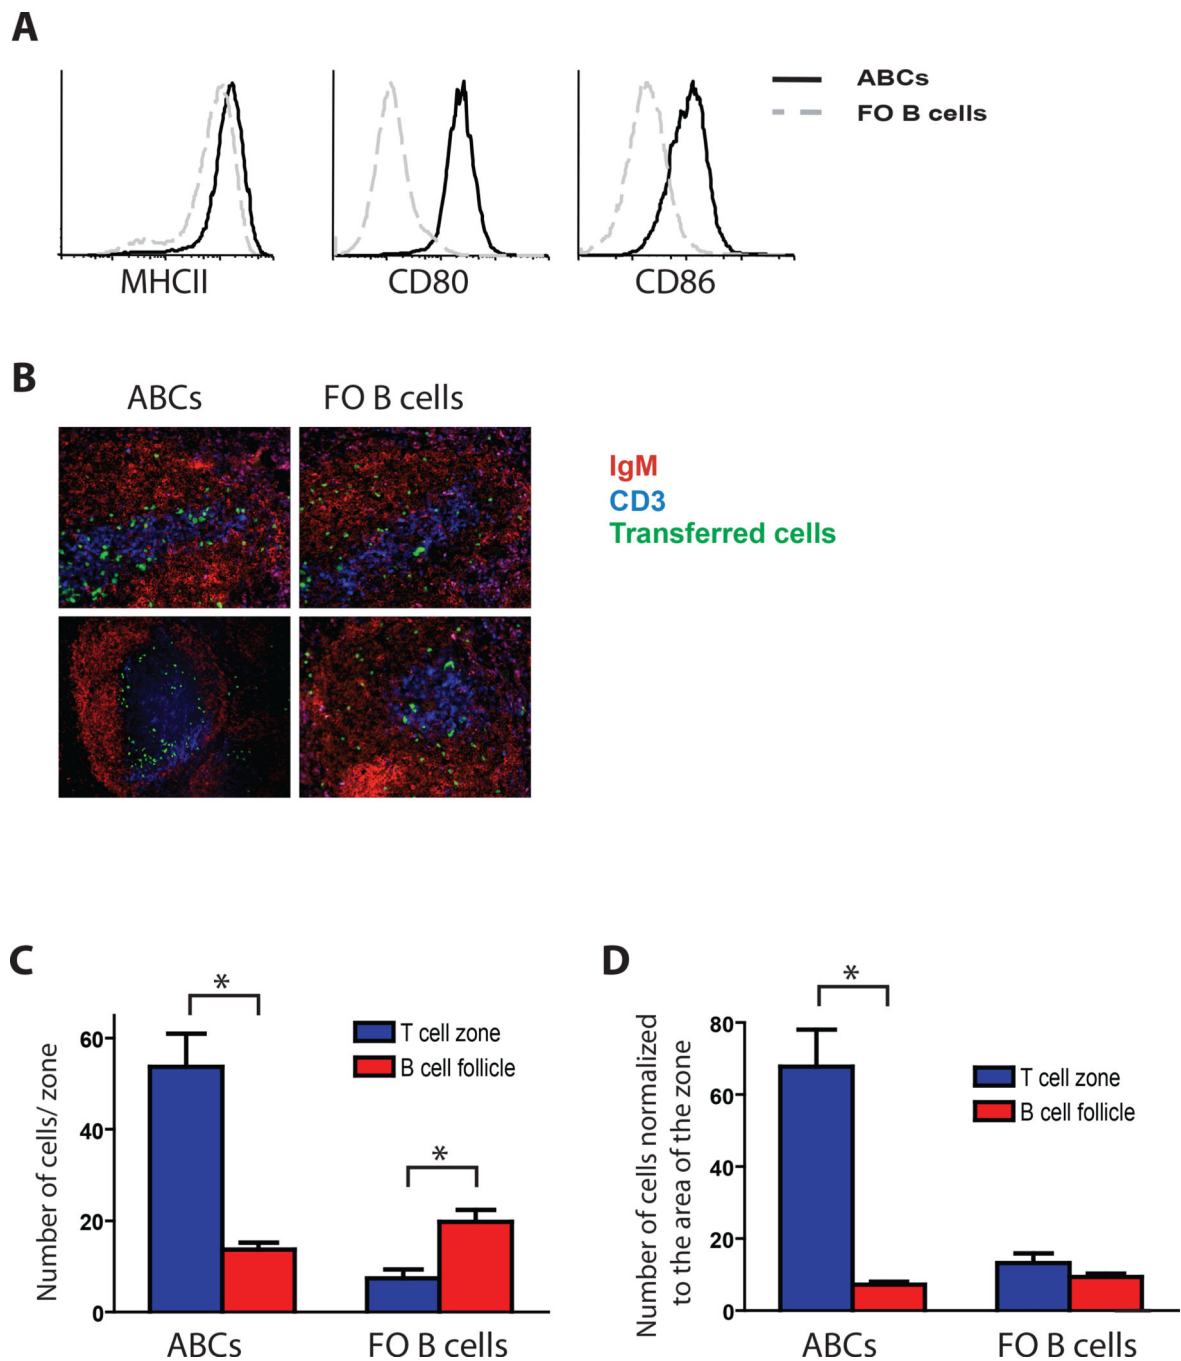 A
ABCs
FO B cells
MHCII
CD80
CD86
B
ABCs
FO B cells
IgM
CD3
Transferred cells
C
*
*
T cell zone
B cell follicle
Number of cells/ zone
60
40
20
0
ABCs
FO B cells
D
*
T cell zone
B cell follicle
Number of cells normalized
to the area of the zone
80
60
40
20
0
ABCs
FO B cells